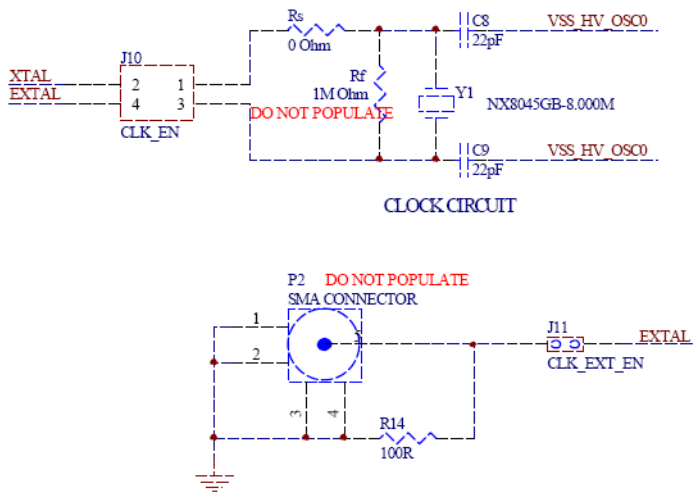 Rs
0 Ohm
C8
22pF
VSS_HV_OSC0
J10
XTAL
2 1
EXTAL
4 3
CLK_EN
Rf
1M Ohm
DO NOT POPULATE
Y1
NX8045GB-8.000M
C9
22pF
VSS_HV_OSC0
CLOCK CIRCUIT
P2 DO NOT POPULATE
SMA CONNECTOR
1
2
5
3
4
J11
EXTAL
CLK_EXT_EN
R14
100R